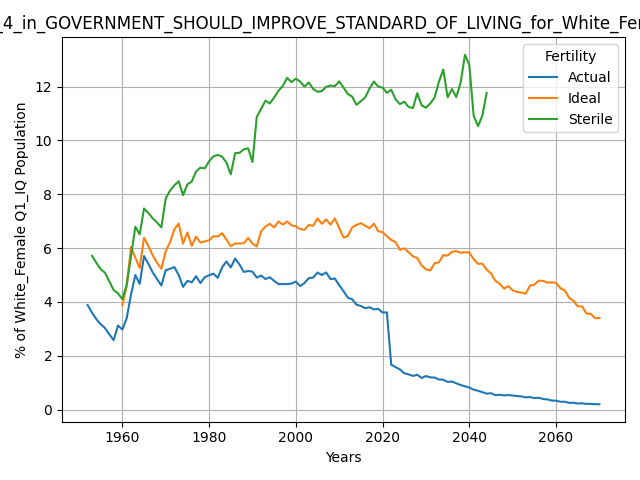 _4_in_GOVERNMENT_SHOULD_IMPROVE_STANDARD_OF_LIVING_for_White_Fem
Fertility
Actual
Ideal
Sterile
% of White_Female Q1_IQ Population
12
10
8
6
4
2
0
1960 1980 2000 2020 2040 2060
Years